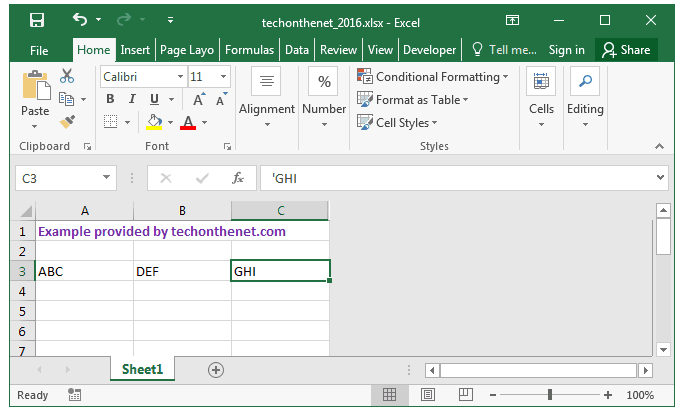 techonthenet_2016.xlsx - Excel
File Home Insert Page Layo Formulas Data Review View Developer Tell me... Sign in Share
Calibri 11 Conditional Formatting
Paste B I U A A Alignment % Number Format as Table Cells Editing
A Cell Styles
Clipboard Font Styles
C3 fx 'GHI
A B C
1 Example provided by techonthenet.com
2
3 ABC DEF GHI
4
5
6
7
Sheet1
Ready 100%